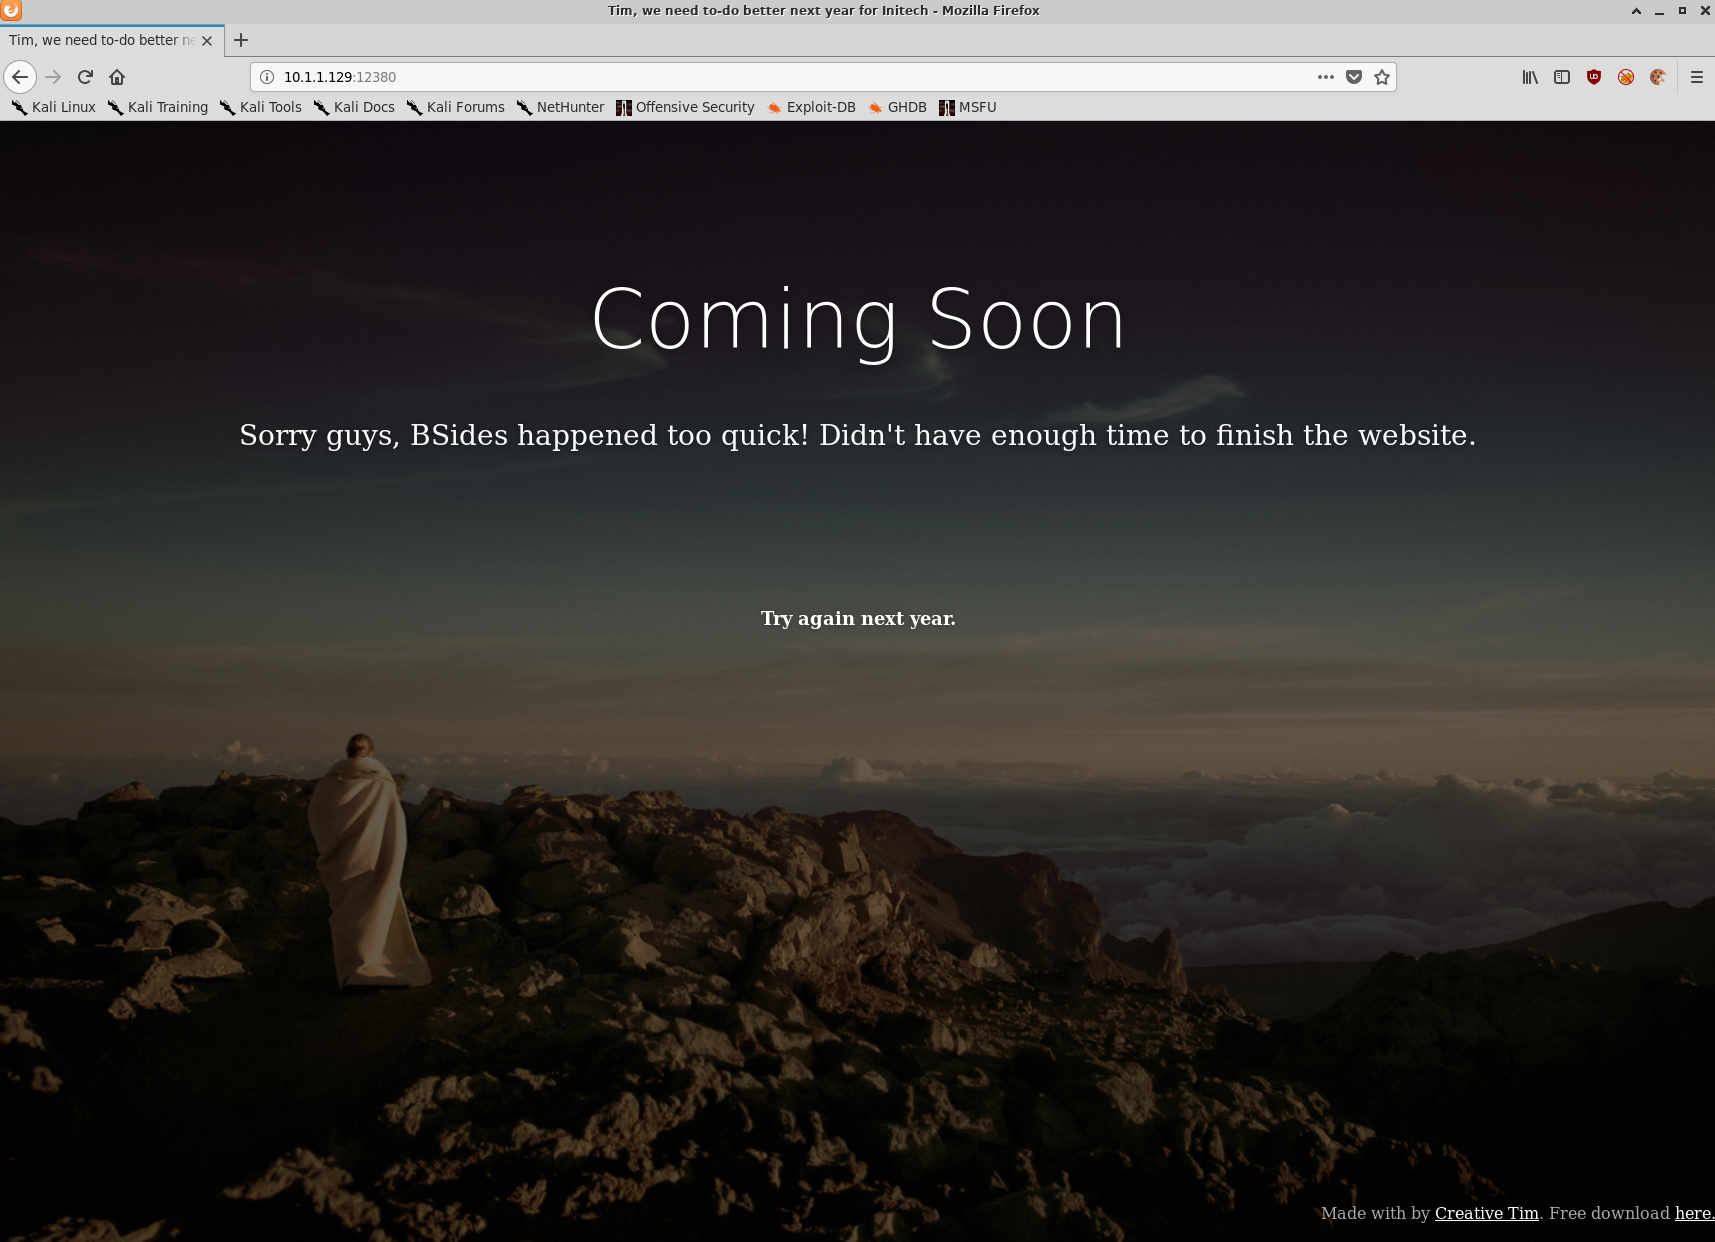 Tim, we need to-do better next year for Initech - Mozilla Firefox
Tim, we need to-do better ne
10.1.1.129:12380
Kali Linux Kali Training Kali Tools Kali Docs Kali Forums NetHunter Offensive Security Exploit-DB GHDB MSFU
Coming Soon
Sorry guys, BSides happened too quick! Didn't have enough time to finish the website.
Try again next year.
Made with by Creative Tim. Free download here.